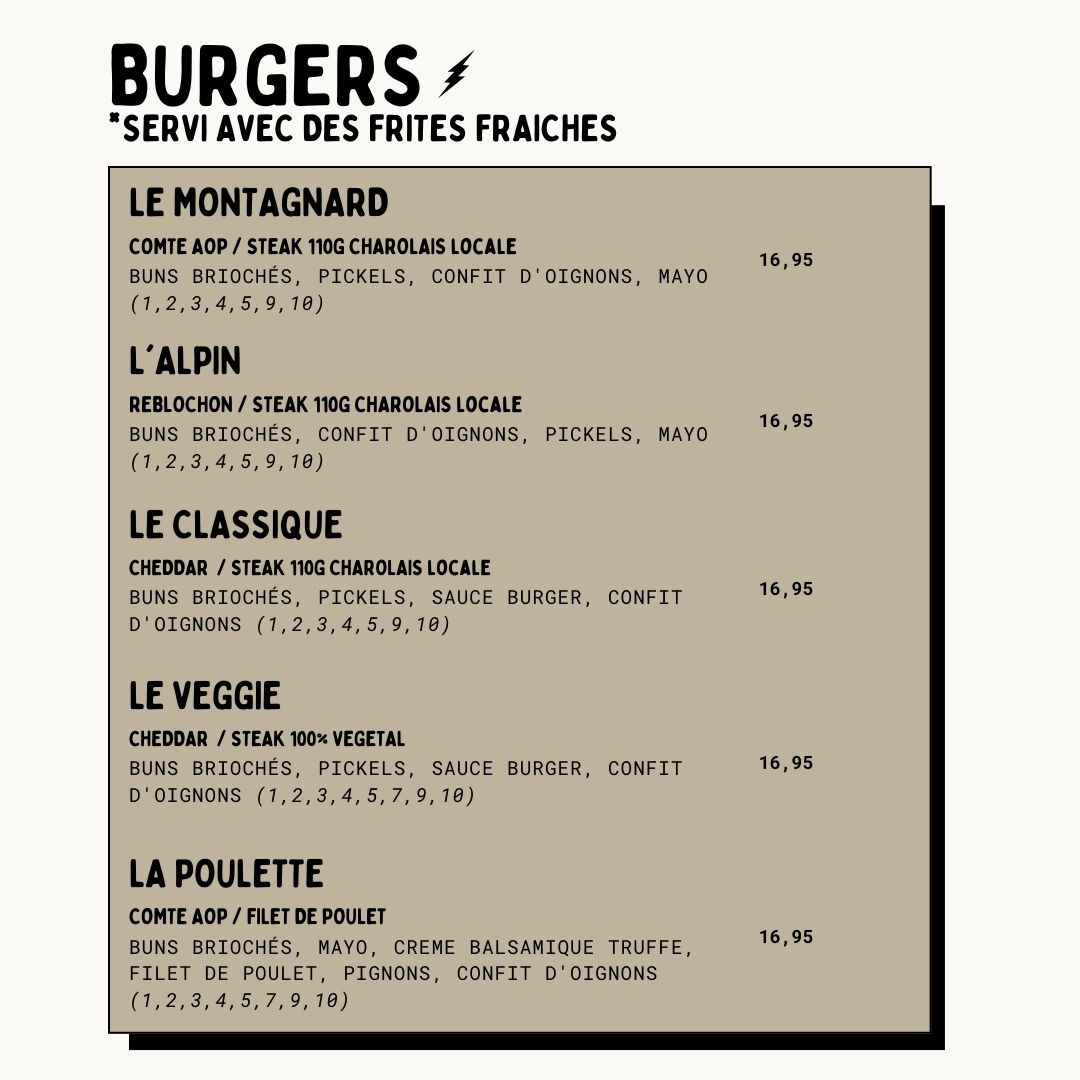 BURGERS
*SERVI AVEC DES FRITES FRAICHES
LE MONTAGNARD
COMTE AOP / STEAK 110G CHAROLAIS LOCALE
BUNS BRIOCHÉS, PICKELS, CONFIT D'OIGNONS, MAYO
(1,2,3,4,5,9,10)
16,95
L'ALPIN
REBLOCHON / STEAK 110G CHAROLAIS LOCALE
BUNS BRIOCHÉS, CONFIT D'OIGNONS, PICKELS, MAYO
(1,2,3,4,5,9,10)
16,95
LE CLASSIQUE
CHEDDAR / STEAK 110G CHAROLAIS LOCALE
BUNS BRIOCHÉS, PICKELS, SAUCE BURGER, CONFIT
D'OIGNONS (1,2,3,4,5,9,10)
16,95
LE VEGGIE
CHEDDAR / STEAK 100% VEGETAL
BUNS BRIOCHÉS, PICKELS, SAUCE BURGER, CONFIT
D'OIGNONS (1,2,3,4,5,7,9,10)
16,95
LA POULETTE
COMTE AOP / FILET DE POULET
BUNS BRIOCHÉS, MAYO, CREME BALSAMIQUE TRUFFE,
FILET DE POULET, PIGNONS, CONFIT D'OIGNONS
(1,2,3,4,5,7,9,10)
16,95